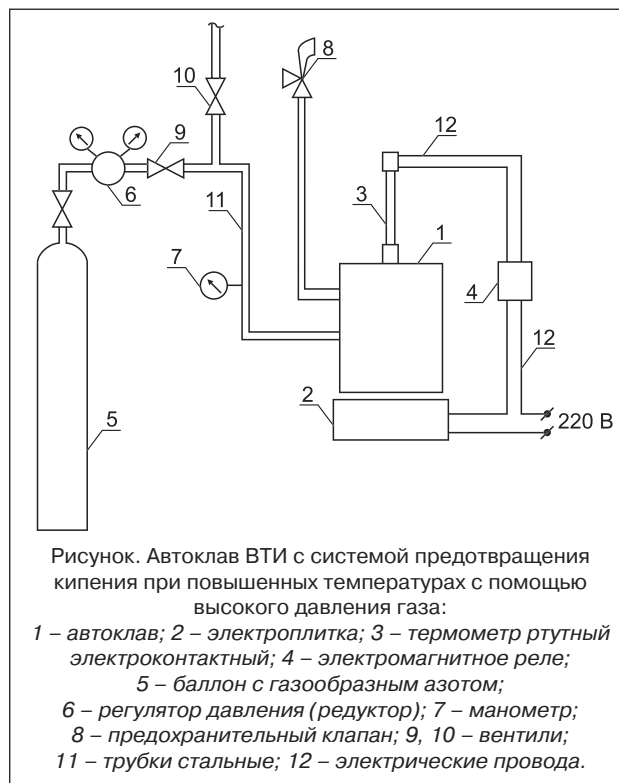 10
8
9
12
6
11
3
1
7
4
12
2
5
220 В
Рисунок. Автоклав ВТИ с системой предотвращения
кипения при повышенных температурах с помощью
высокого давления газа:
1 – автоклав; 2 – электроплитка; 3 – термометр ртутный
электроконтактный; 4 – электромагнитное реле;
5 – баллон с газообразным азотом;
6 – регулятор давления (редуктор); 7 – манометр;
8 – предохранительный клапан; 9, 10 – вентили;
11 – трубки стальные; 12 – электрические провода.